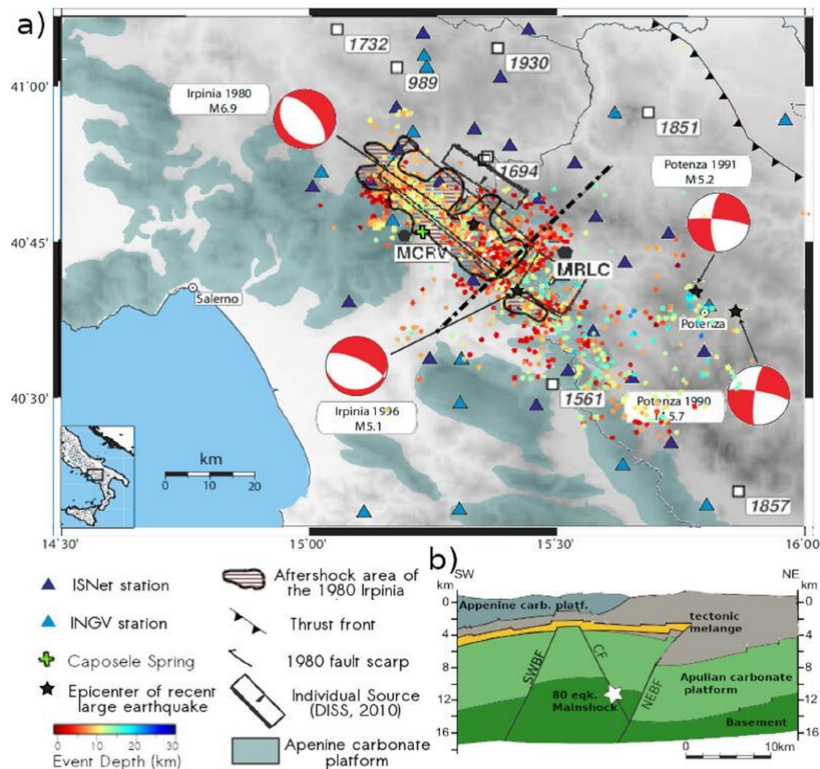 a)
1732
1930
989
41°00'
Irpinia 1980
M6.9
1851
1694
Potenza 1991
M5.2
40°45'
MCRV
MRLC
Salerno
Potenza
40°30'
Irpinia 1996
M5.1
1561
Potenza 1990
5.7
km
0 10 20
1857
14°30'
15°00'
15°30'
16°00'
ISNet station
INGV station
Caposele Spring
Epicenter of recent
large earthquake
0 10 20 30
Event Depth (km)
Aftershock area of
the 1980 Irpinia
Thrust front
1980 fault scarp
Individual Source
(DISS, 2010)
Apenine carbonate
platform
b)
SW
NE
km
km
0
0
4
4
8
8
12
12
16
16
Appenine carb. platf.
tectonic
melange
SWBF
CF
NEBF
Apulian carbonate
platform
80 eqk.
Mainshock
Basement
0 10km